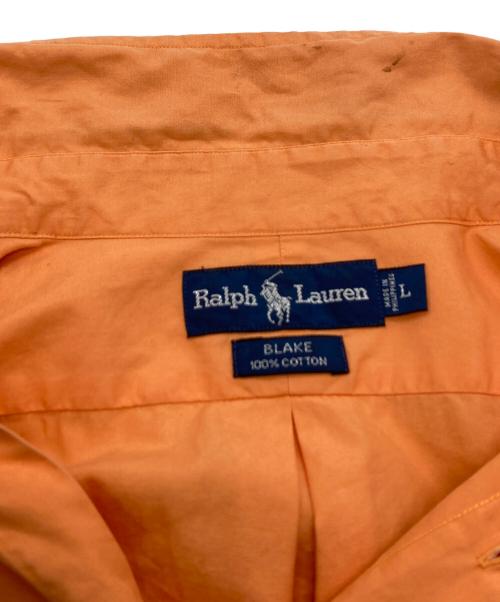 Ralph Lauren
MADE IN
PHILIPPINES
L
BLAKE
100% COTTON